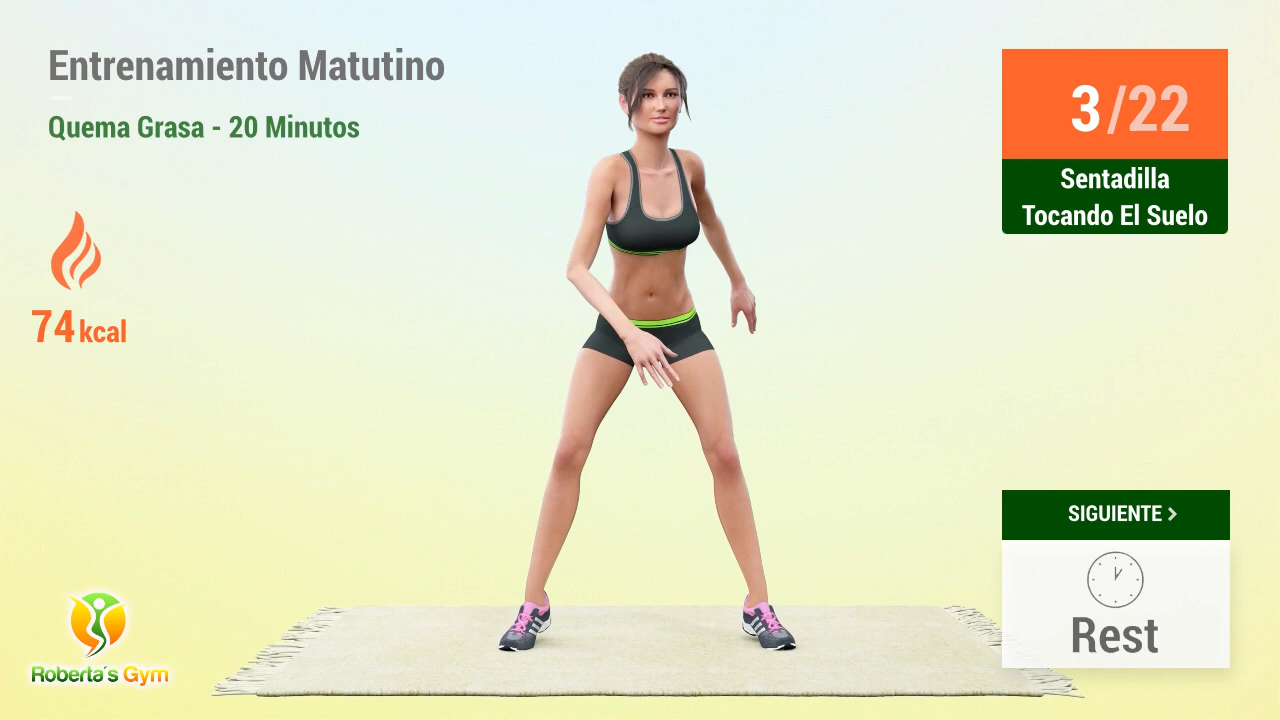 Entrenamiento Matutino
Quema Grasa - 20 Minutos
74 kcal
3/22
Sentadilla
Tocando El Suelo
SIGUIENTE >
Rest
Roberta´s Gym